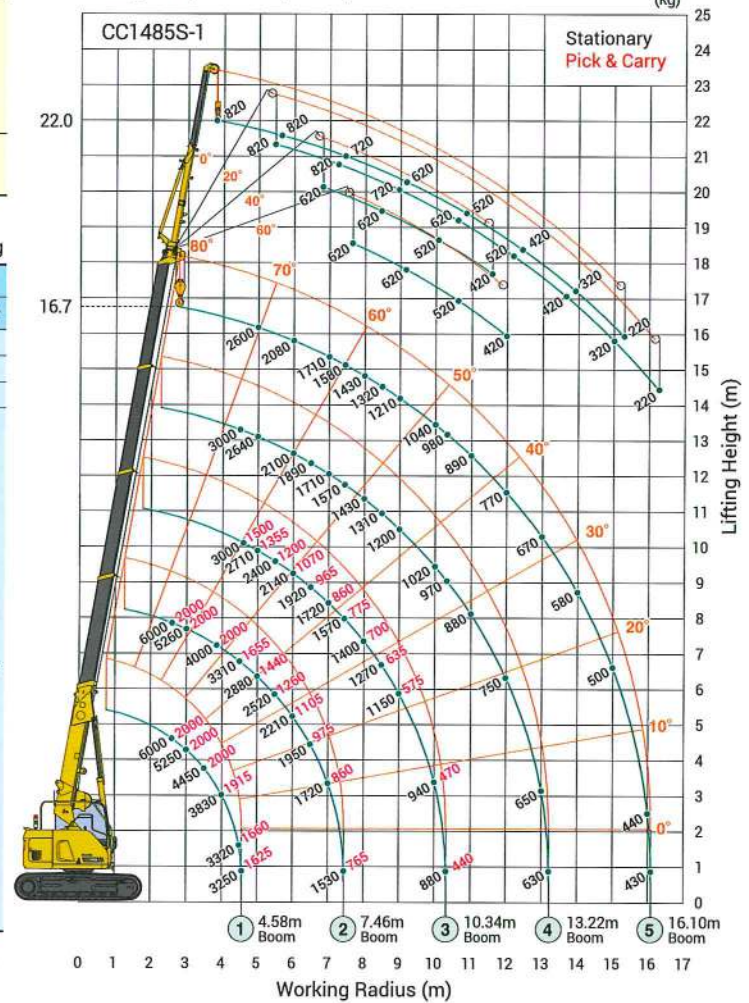 (kg)
CC1485S-1
Stationary
Pick & Carry
25
24
23
22
21
20
19
18
17
16
15
14
13
12
11
10
9
8
7
6
5
4
3
2
1
0
Lifting Height (m)
22.0
16.7
0°
20°
40°
60°
80°
70°
60°
50°
40°
30°
20°
10°
0°
820
820 720 620 520 420 320 220
820 820 720 620 520 420 320 220
620 620 520 420
620 620 520 420
2600 2080 1710 1580 1430 1320 1210 1040 980 890 770 670 580 500 440 430
3000 2640 2100 1890 1710 1570 1430 1310 1200 1020 970 880 750 650 630
3000 2710 2400 2140 1920 1720 1570 1400 1270 1150 940 880
1500 1355 1200 1070 965 860 775 700 635 575 470 440
6000 5260 4000 3310 2880 2520 2210 1950 1720 1530
2000 2000 2000 1655 1440 1260 1105 975 860 765
6000 5250 4450 3830 3320 3250
2000 2000 2000 1915 1660 1625
1 4.58m Boom
2 7.46m Boom
3 10.34m Boom
4 13.22m Boom
5 16.10m Boom
0 1 2 3 4 5 6 7 8 9 10 11 12 13 14 15 16 17
Working Radius (m)